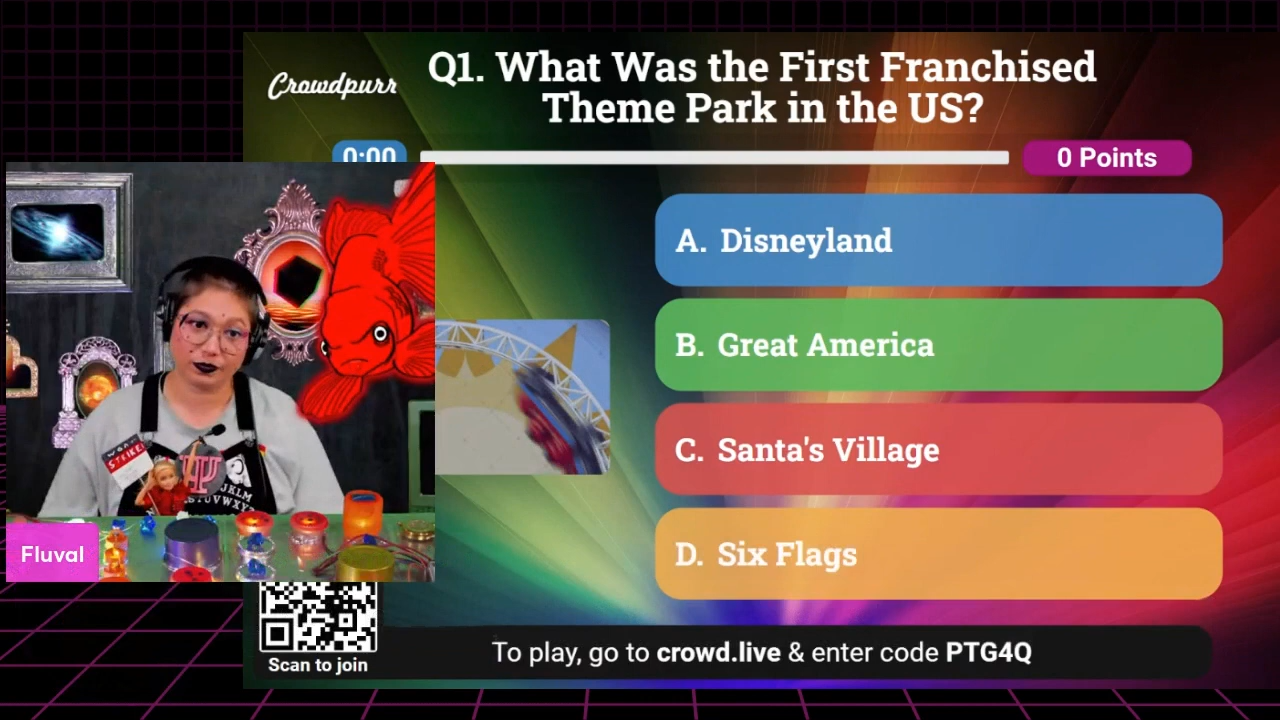 Crowdpurr
Q1. What Was the First Franchised
Theme Park in the US?
0:00
0 Points
A. Disneyland
B. Great America
C. Santa's Village
D. Six Flags
Fluval
Scan to join
To play, go to crowd.live & enter code PTG4Q